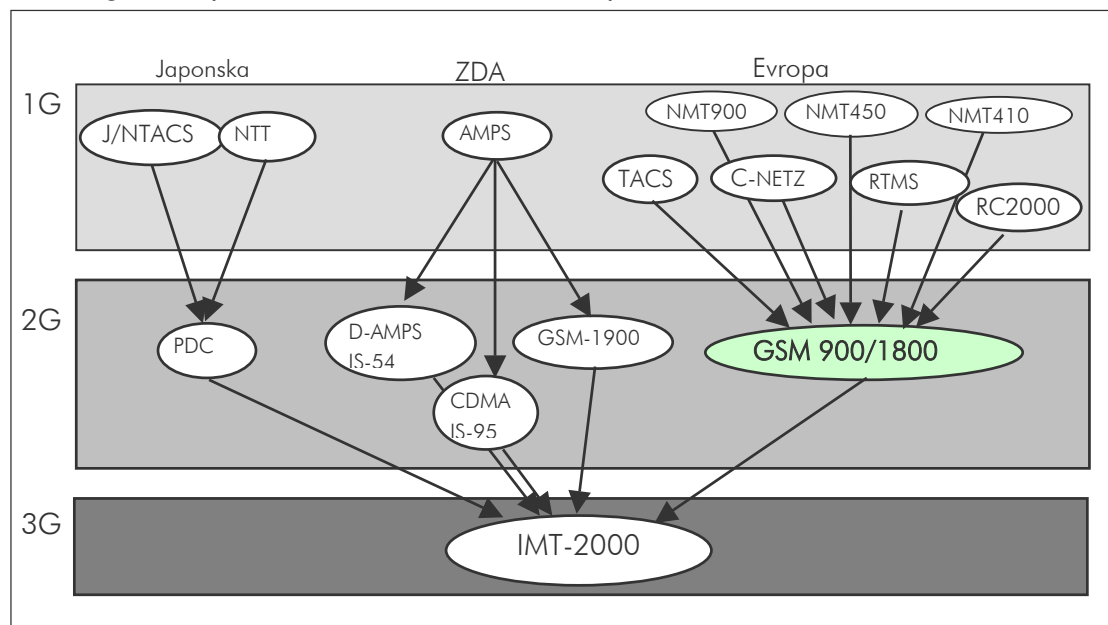 Japonska
ZDA
Evropa
1G
J/NTACS
NTT
AMPS
NMT900
NMT450
NMT410
TACS
C-NETZ
RTMS
RC2000
2G
PDC
D-AMPS
IS-54
GSM-1900
GSM 900/1800
CDMA
IS-95
3G
IMT-2000